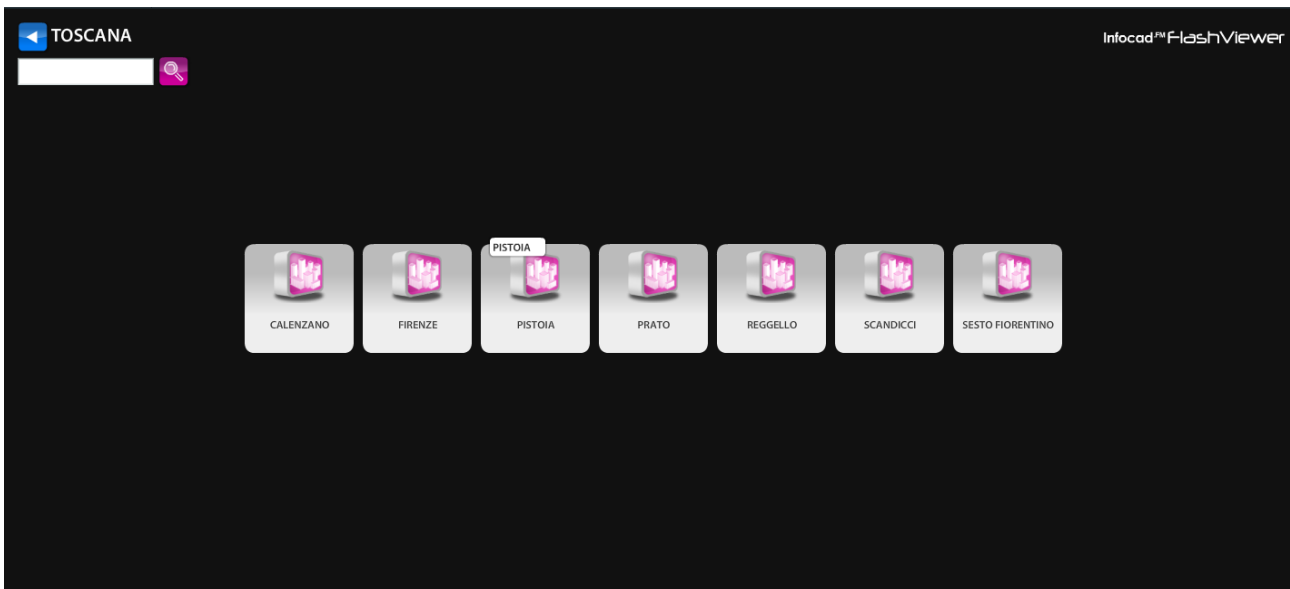 TOSCANA
Infocad.FM FlashViewer
PISTOIA
CALENZANO
FIRENZE
PISTOIA
PRATO
REGGELLO
SCANDICCI
SESTO FIORENTINO